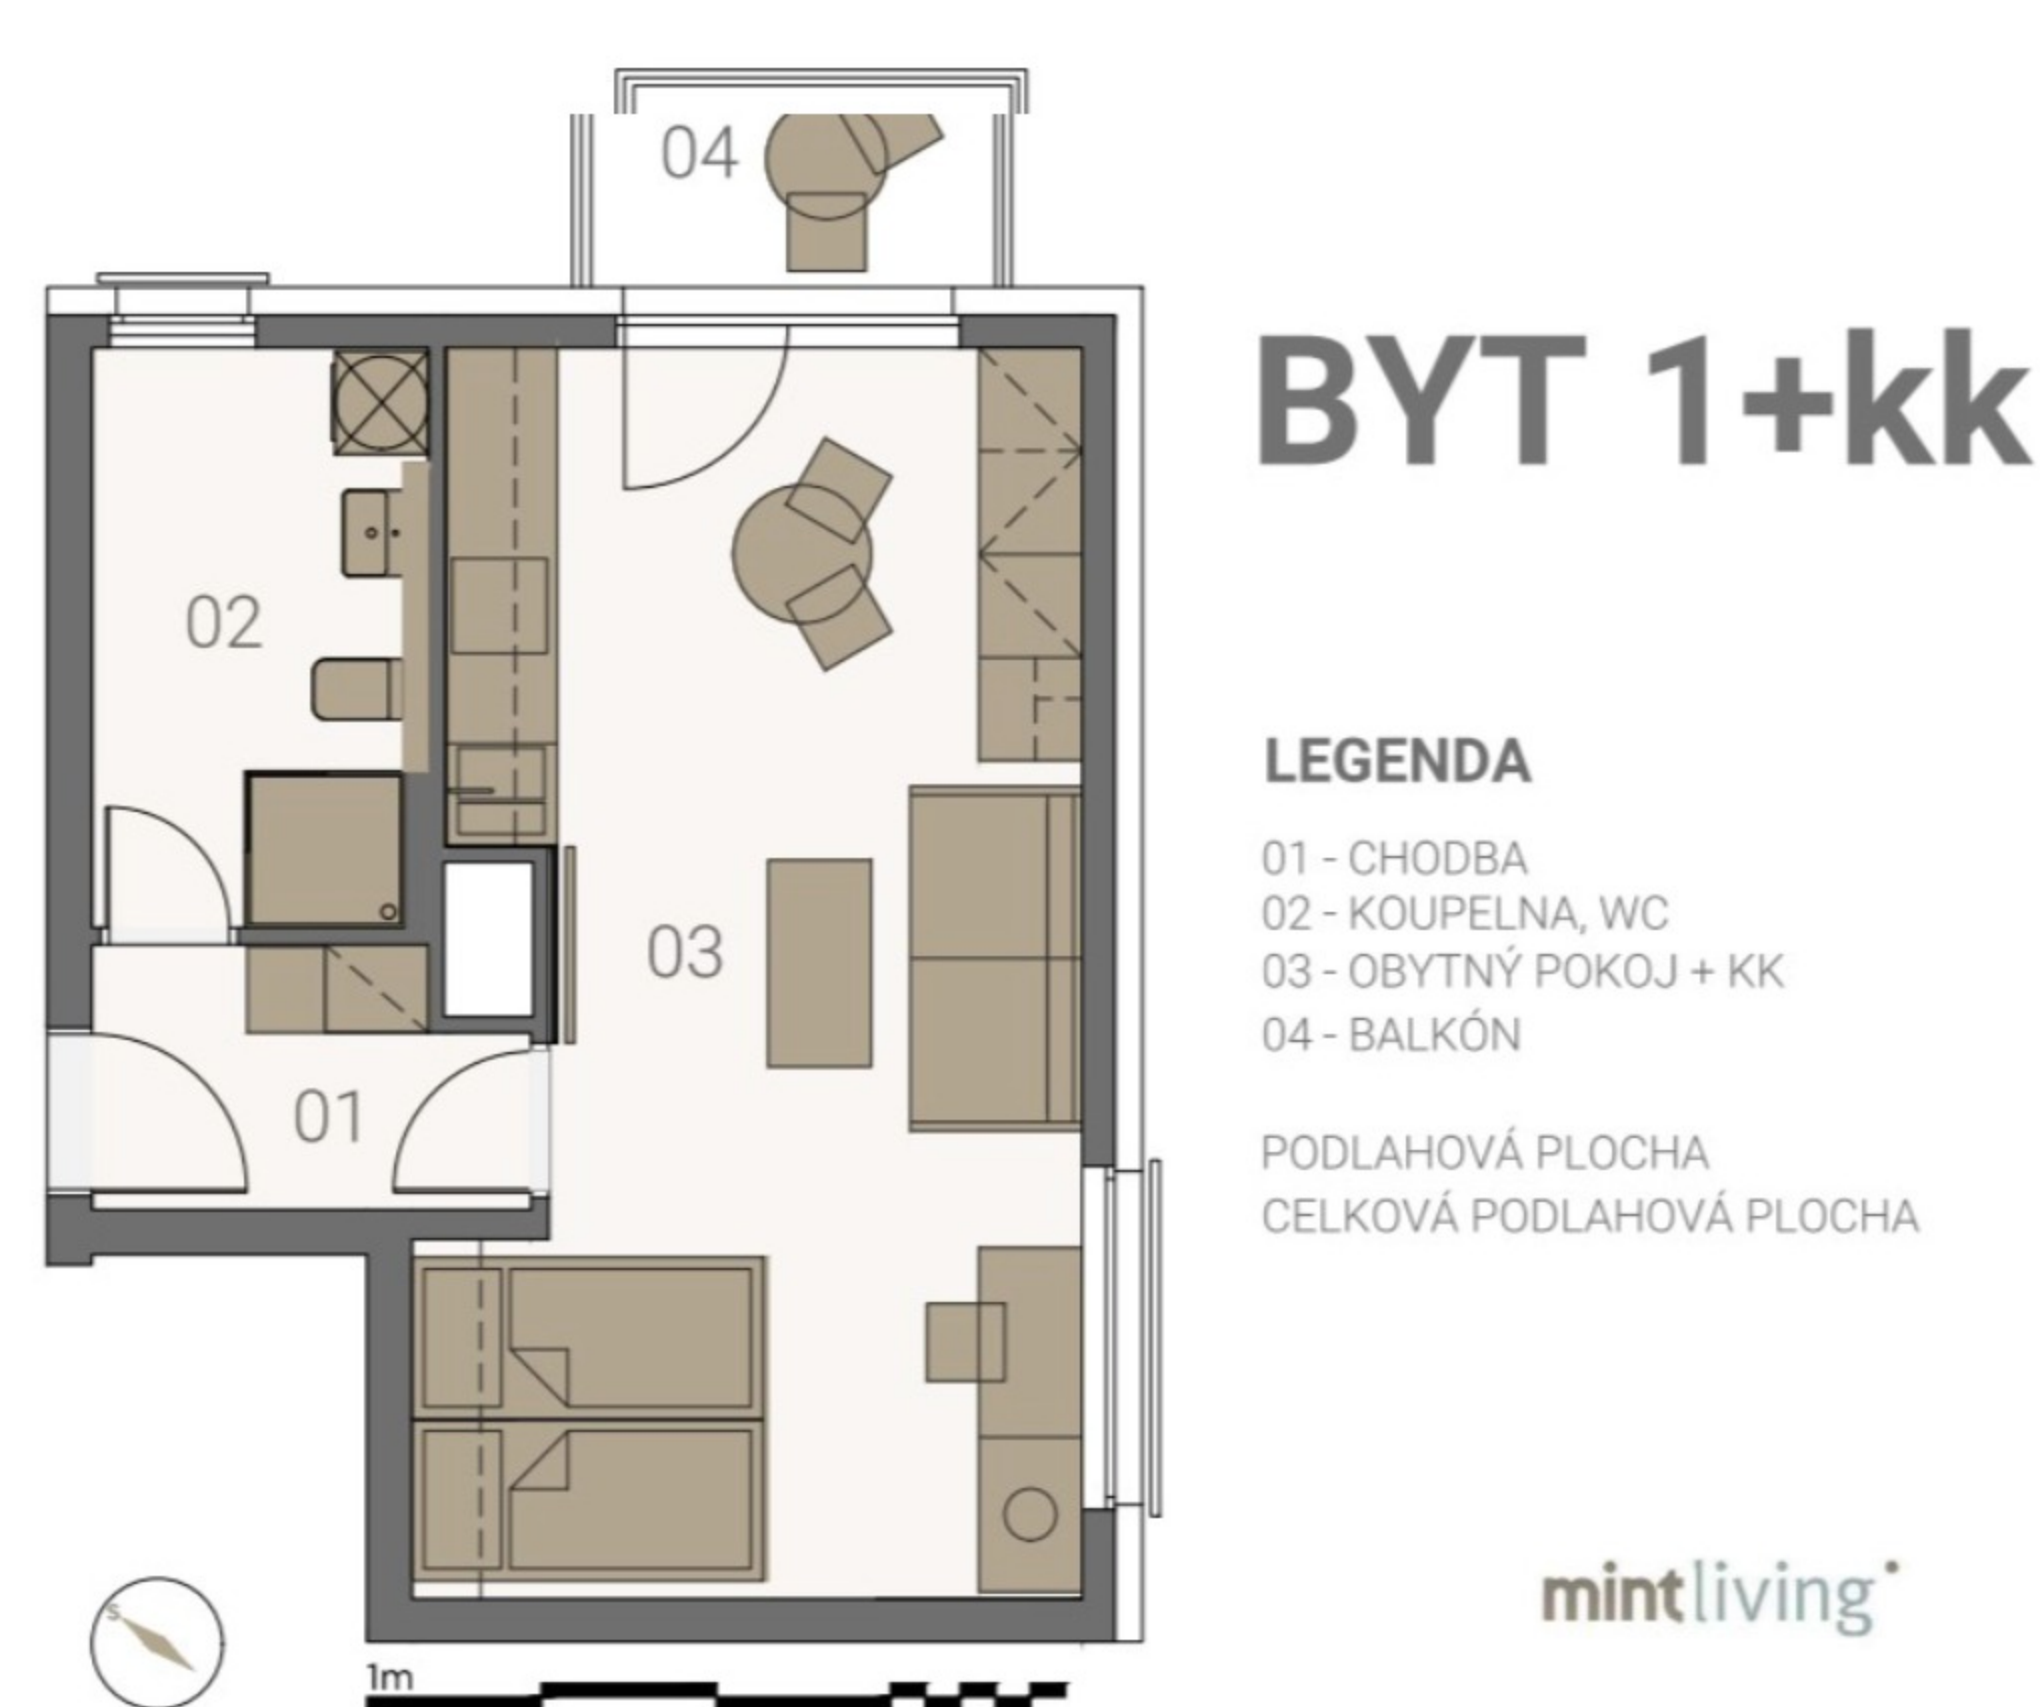 04
BYT 1+kk
02
LEGENDA
01 - CHODBA
02 - KOUPELNA, WC
03
03 - OBYTNÝ POKOJ + KK
04 - BALKÓN
01
PODLAHOVÁ PLOCHA
CELKOVÁ PODLAHOVÁ PLOCHA
mintliving
S
1m